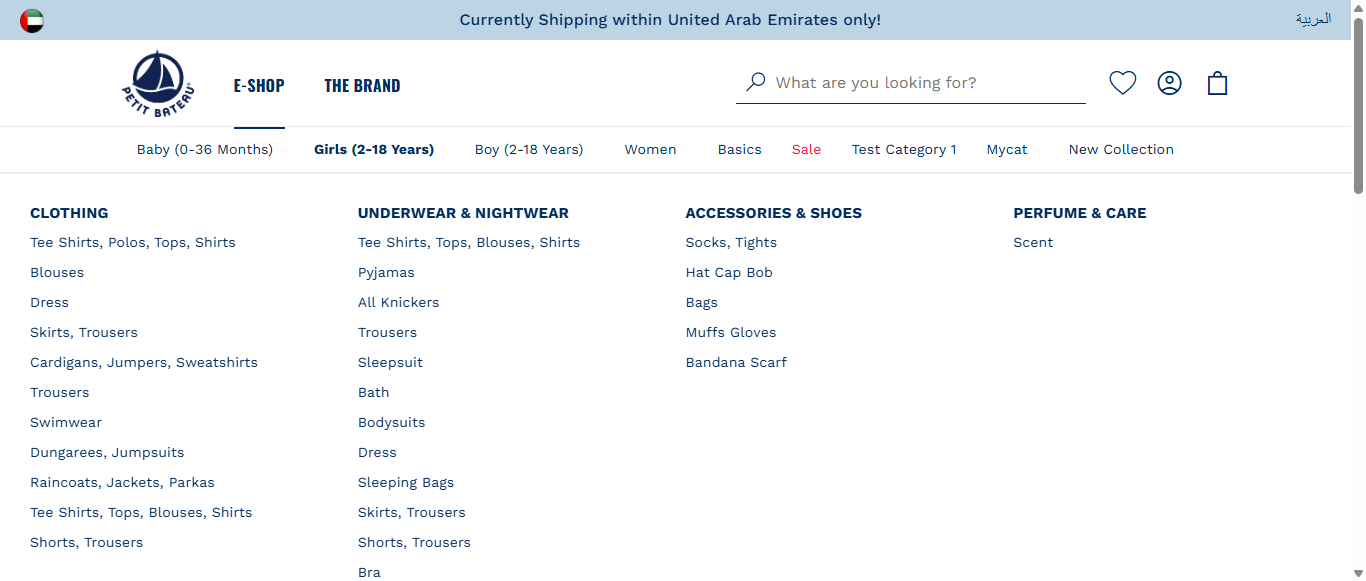 Currently Shipping within United Arab Emirates only!
العربية
PETIT BATEAU
E-SHOP
THE BRAND
What are you looking for?
Baby (0-36 Months)
Girls (2-18 Years)
Boy (2-18 Years)
Women
Basics
Sale
Test Category 1
Mycat
New Collection
CLOTHING
Tee Shirts, Polos, Tops, Shirts
Blouses
Dress
Skirts, Trousers
Cardigans, Jumpers, Sweatshirts
Trousers
Swimwear
Dungarees, Jumpsuits
Raincoats, Jackets, Parkas
Tee Shirts, Tops, Blouses, Shirts
Shorts, Trousers
UNDERWEAR & NIGHTWEAR
Tee Shirts, Tops, Blouses, Shirts
Pyjamas
All Knickers
Trousers
Sleepsuit
Bath
Bodysuits
Dress
Sleeping Bags
Skirts, Trousers
Shorts, Trousers
Bra
ACCESSORIES & SHOES
Socks, Tights
Hat Cap Bob
Bags
Muffs Gloves
Bandana Scarf
PERFUME & CARE
Scent